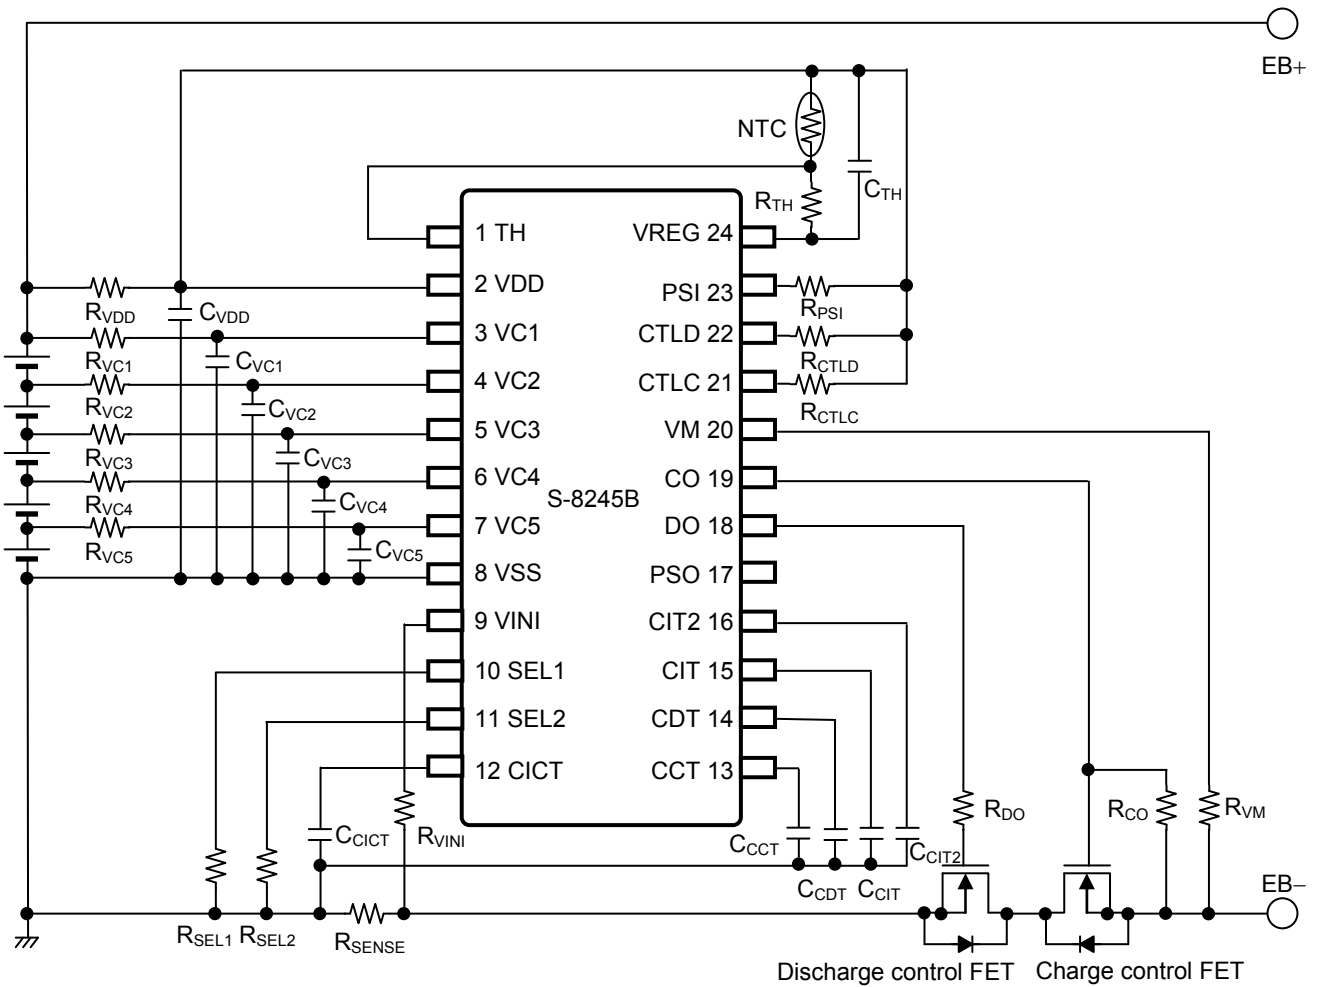 EB+
NTC
RTH
CTH
1 TH
VREG 24
2 VDD
PSI 23
RVDD
CVDD
RPSI
3 VC1
CTLD 22
RVC1
CVC1
RCTLD
4 VC2
CTLC 21
RVC2
CVC2
RCTLC
5 VC3
VM 20
RVC3
CVC3
6 VC4
CO 19
S-8245B
RVC4
CVC4
7 VC5
DO 18
RVC5
CVC5
8 VSS
PSO 17
9 VINI
CIT2 16
10 SEL1
CIT 15
11 SEL2
CDT 14
12 CICT
CCT 13
RDO
RCO
RVM
CCICT
RVINI
CCCT
CCIT2
CCDT
CCIT
EB−
RSEL1
RSEL2
RSENSE
Discharge control FET
Charge control FET